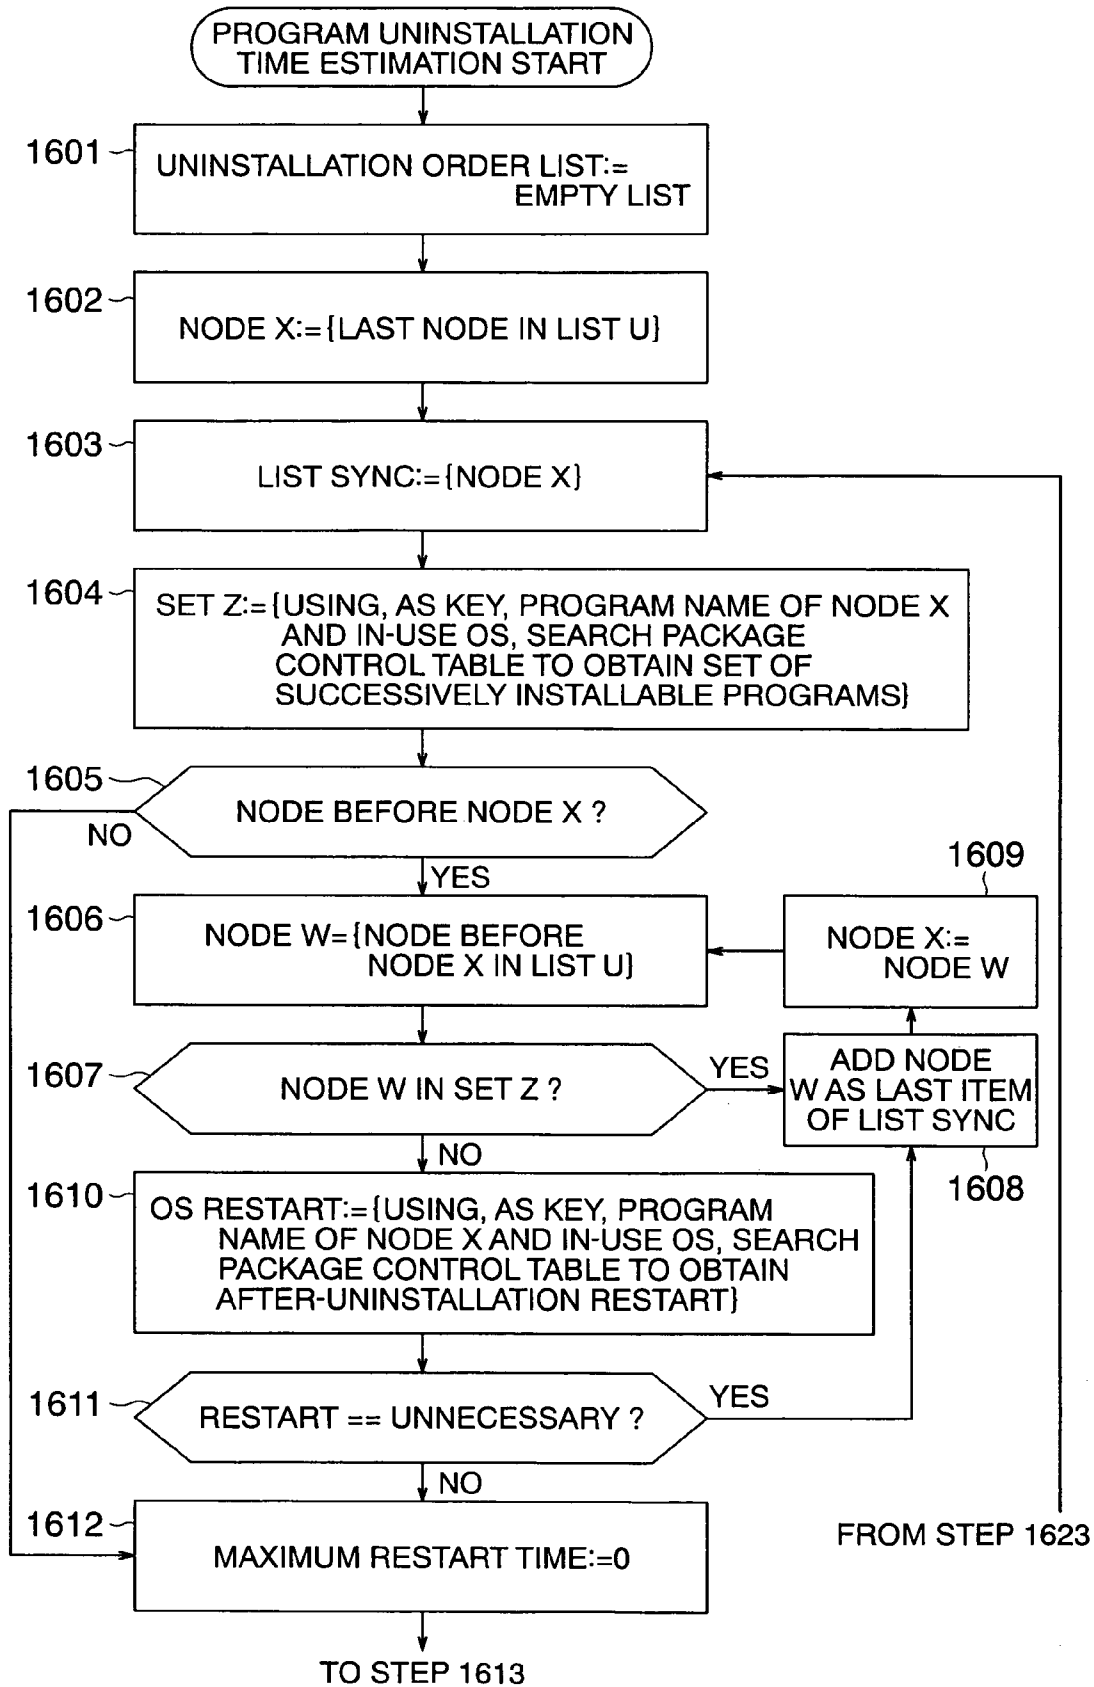 PROGRAM UNINSTALLATION
TIME ESTIMATION START
1601
UNINSTALLATION ORDER LIST:=
EMPTY LIST
1602
NODE X:={LAST NODE IN LIST U}
1603
LIST SYNC:={NODE X}
1604
SET Z:={USING, AS KEY, PROGRAM NAME OF NODE X
AND IN-USE OS, SEARCH PACKAGE
CONTROL TABLE TO OBTAIN SET OF
SUCCESSIVELY INSTALLABLE PROGRAMS}
1605
NODE BEFORE NODE X ?
NO
YES
1606
NODE W={NODE BEFORE
NODE X IN LIST U}
1609
NODE X:=
NODE W
1607
NODE W IN SET Z ?
YES
ADD NODE
W AS LAST ITEM
OF LIST SYNC
1608
NO
1610
OS RESTART:={USING, AS KEY, PROGRAM
NAME OF NODE X AND IN-USE OS, SEARCH
PACKAGE CONTROL TABLE TO OBTAIN
AFTER-UNINSTALLATION RESTART}
1611
RESTART == UNNECESSARY ?
YES
NO
1612
MAXIMUM RESTART TIME:=0
FROM STEP 1623
TO STEP 1613